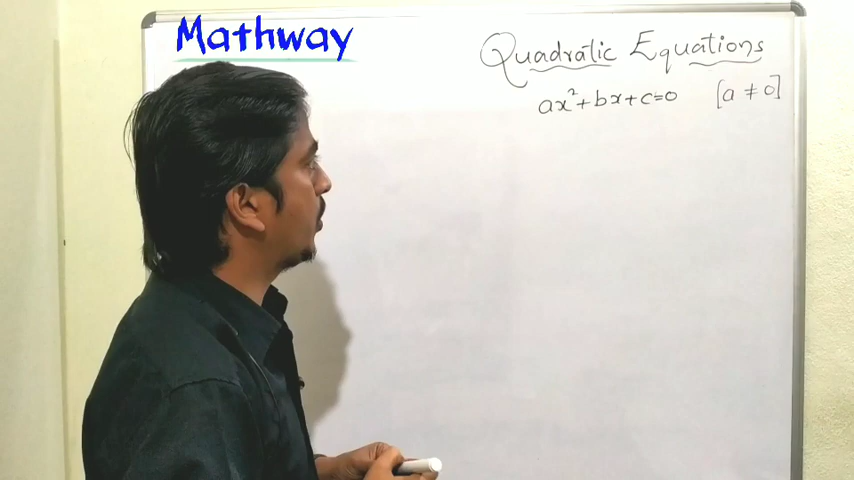 Mathway
Quadratic Equations
ax²+bx+c=0 [a ≠ 0]